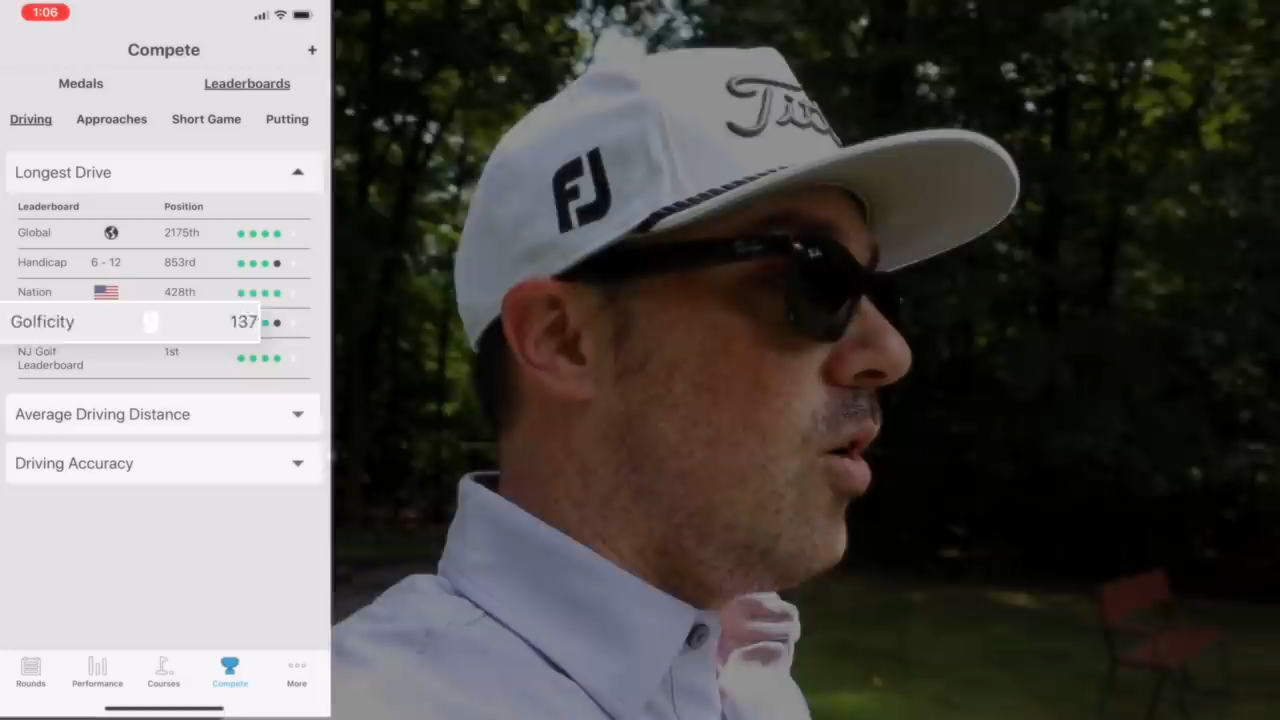 1:06
Compete +
Medals Leaderboards
Driving Approaches Short Game Putting
Longest Drive
Leaderboard Position
Global 2175th
Handicap 6 - 12 853rd
Nation 428th
Golficity 137
NJ Golf 1st
Leaderboard
Average Driving Distance
Driving Accuracy
Rounds Performance Courses Compete More
FJ